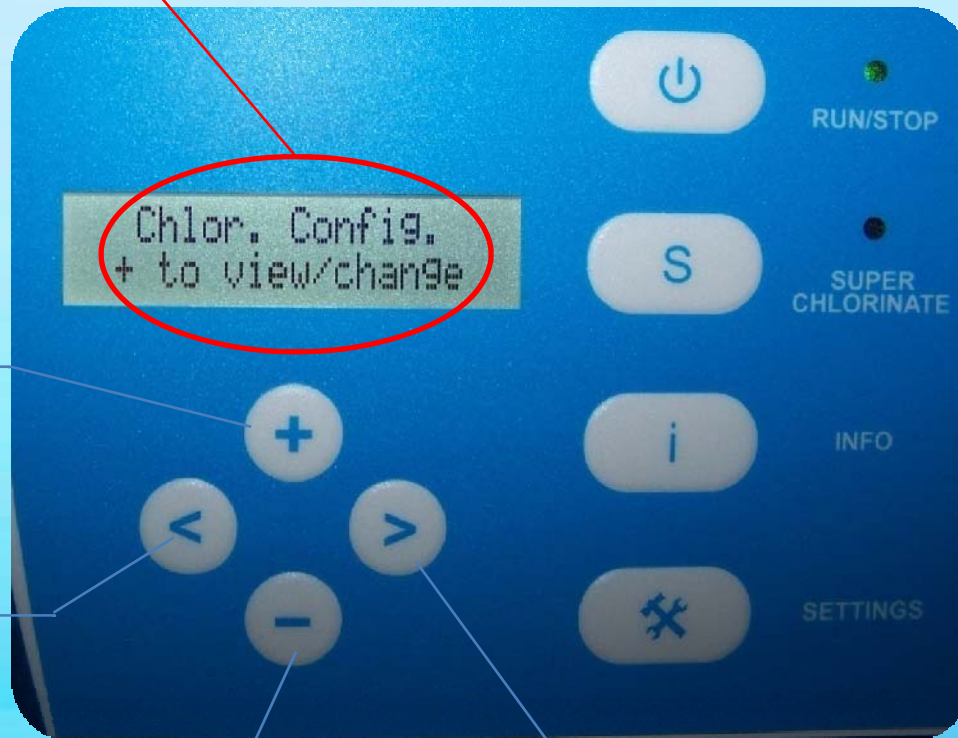 Chlor. Config.
+ to view/change
RUN/STOP
S
SUPER
CHLORINATE
+
i
INFO
<
>
-
SETTINGS